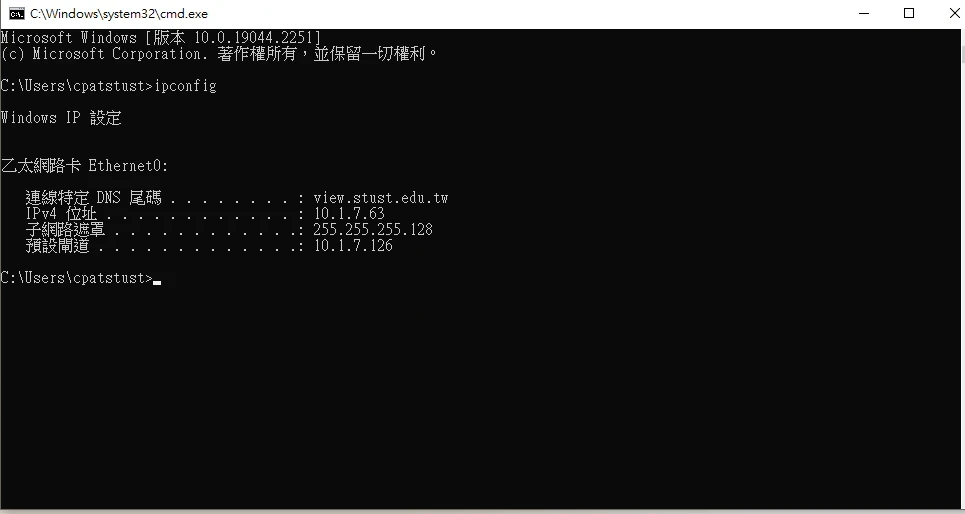 C:\Windows\system32\cmd.exe
Microsoft Windows [版本 10.0.19044.2251]
(c) Microsoft Corporation. 著作權所有，並保留一切權利。
C:\Users\cpatstust>ipconfig
Windows IP 設定
乙太網路卡 Ethernet0:
連線特定 DNS 尾碼 . . . . . . . . : view.stust.edu.tw
IPv4 位址 . . . . . . . . . . . . : 10.1.7.63
子網路遮罩 . . . . . . . . . . . .: 255.255.255.128
預設閘道 . . . . . . . . . . . . .: 10.1.7.126
C:\Users\cpatstust>